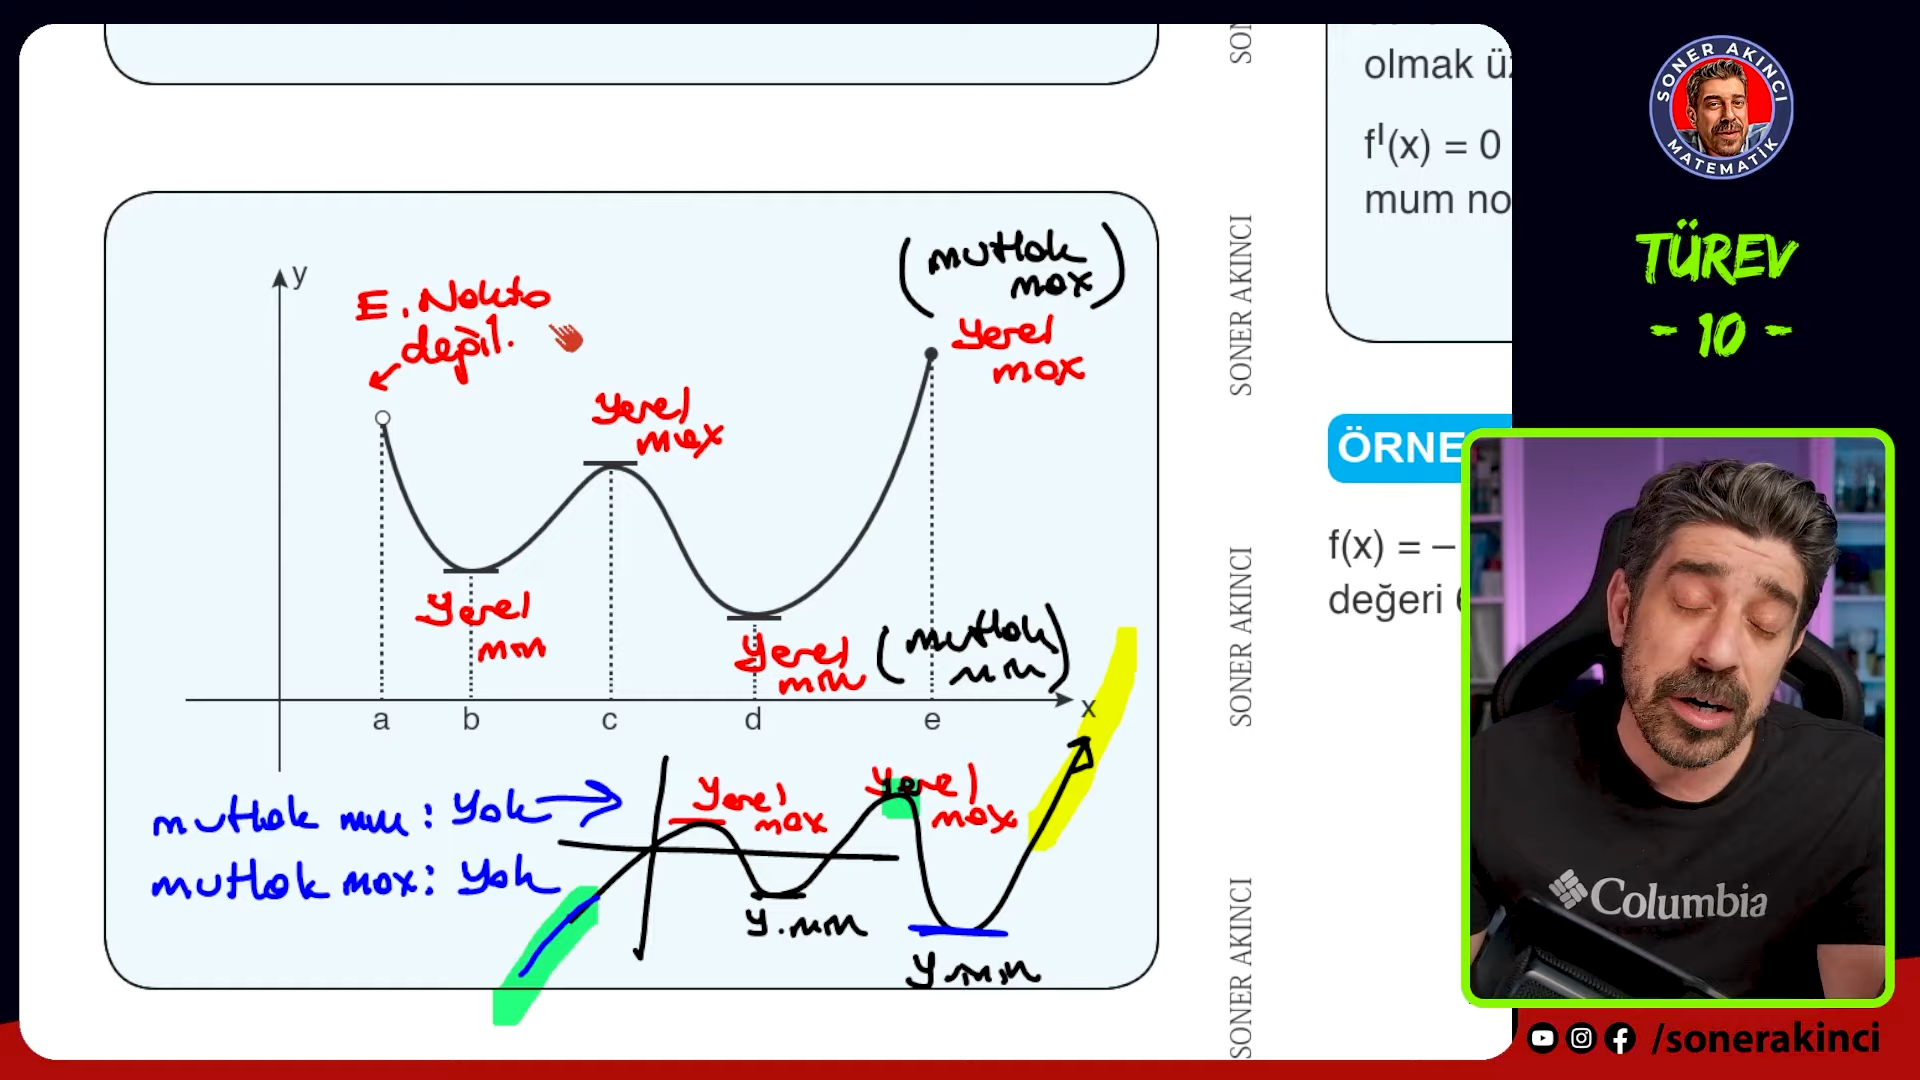 olmak üz
f'(x) = 0
mum no
y
E. Nokta
değil.
(mutlak
max)
yerel
max
yerel
max
yerel
min
yerel
min
(mutlak
min)
a b c d e x
mutlak min: Yok
mutlak max: Yok
yerel
max
yerel
max
y.min
y.min
ÖRNE
f(x) = –
değeri
SONER AKINCI
SONER AKINCI
SONER AKINCI
SON
SONER AKINCI
MATEMATİK
TÜREV
- 10 -
Columbia
/sonerakinci